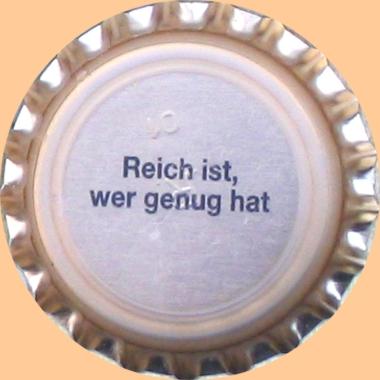 Reich ist,
wer genug hat